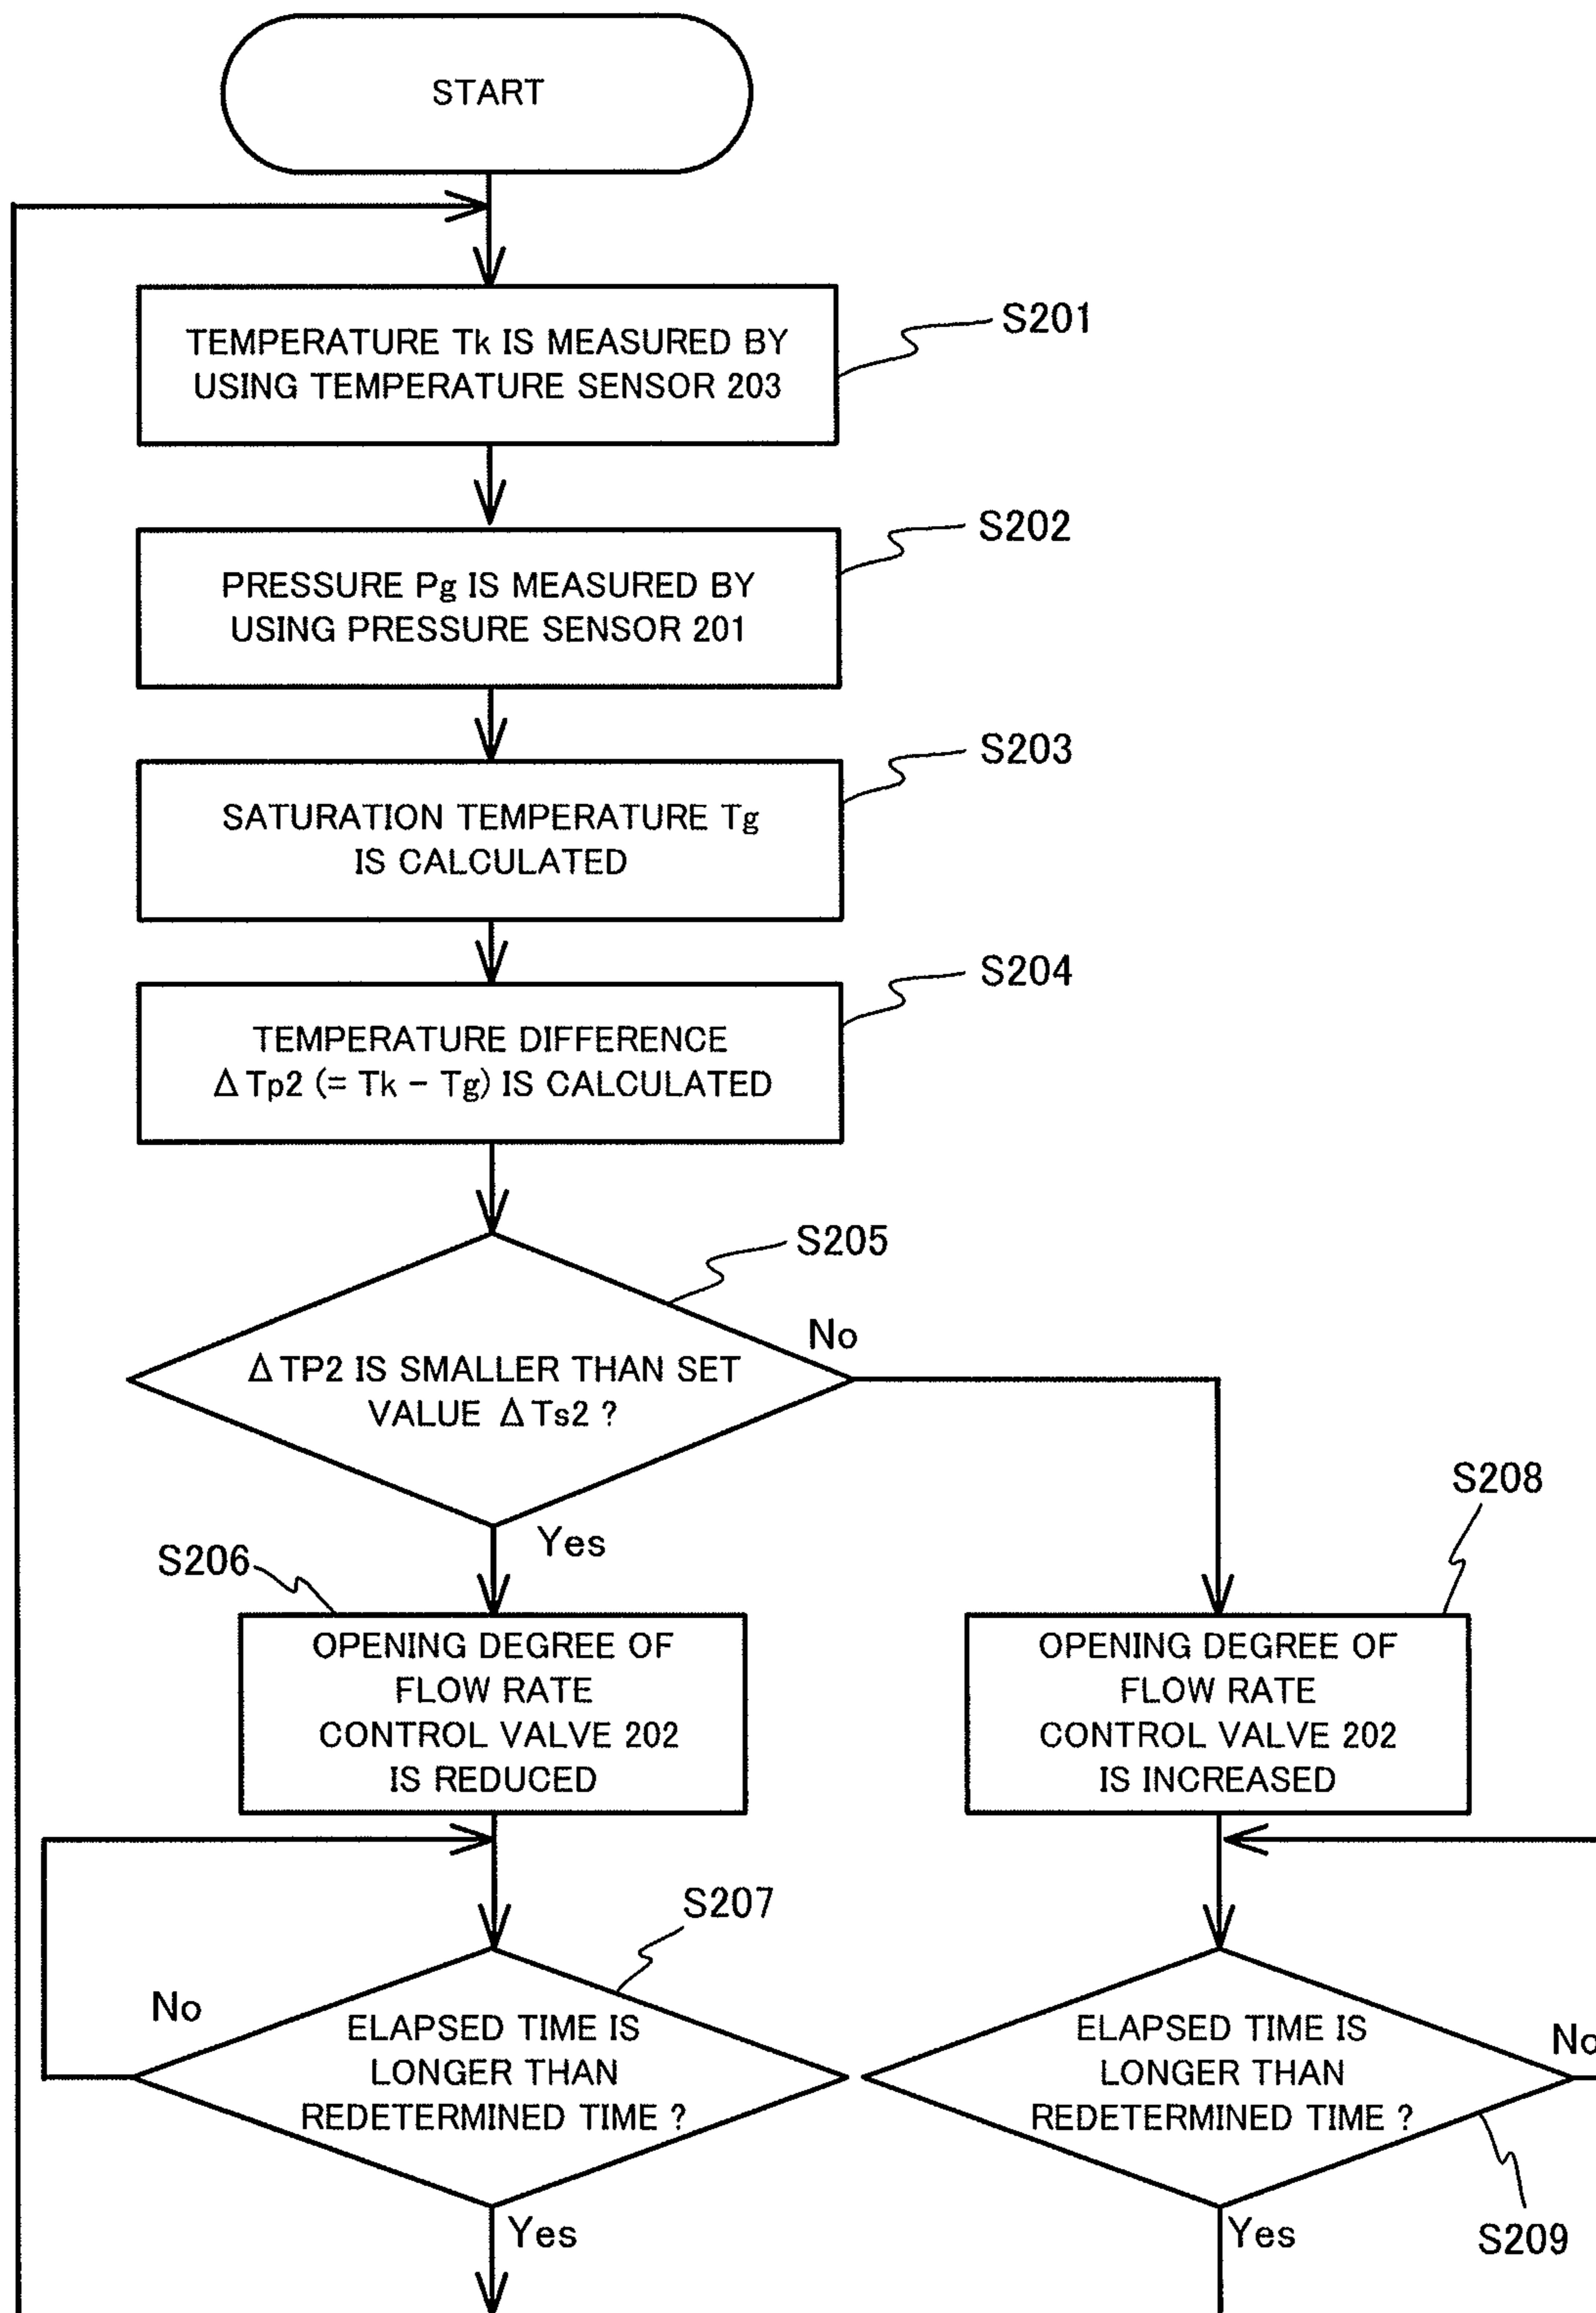 START
TEMPERATURE Tk IS MEASURED BY
USING TEMPERATURE SENSOR 203
S201
PRESSURE Pg IS MEASURED BY
USING PRESSURE SENSOR 201
S202
SATURATION TEMPERATURE Tg
IS CALCULATED
S203
TEMPERATURE DIFFERENCE
Δ Tp2 (= Tk − Tg) IS CALCULATED
S204
S205
Δ TP2 IS SMALLER THAN SET
VALUE Δ Ts2 ?
No
Yes
S206
OPENING DEGREE OF
FLOW RATE
CONTROL VALVE 202
IS REDUCED
S208
OPENING DEGREE OF
FLOW RATE
CONTROL VALVE 202
IS INCREASED
S207
No
ELAPSED TIME IS
LONGER THAN
REDETERMINED TIME ?
Yes
ELAPSED TIME IS
LONGER THAN
REDETERMINED TIME ?
No
Yes
S209